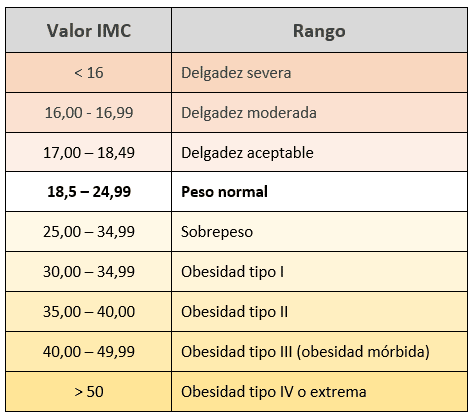 Valor IMC Rango
< 16 Delgadez severa
16,00 - 16,99 Delgadez moderada
17,00 – 18,49 Delgadez aceptable
18,5 – 24,99 Peso normal
25,00 – 34,99 Sobrepeso
30,00 – 34,99 Obesidad tipo I
35,00 – 40,00 Obesidad tipo II
40,00 – 49,99 Obesidad tipo III (obesidad mórbida)
> 50 Obesidad tipo IV o extrema